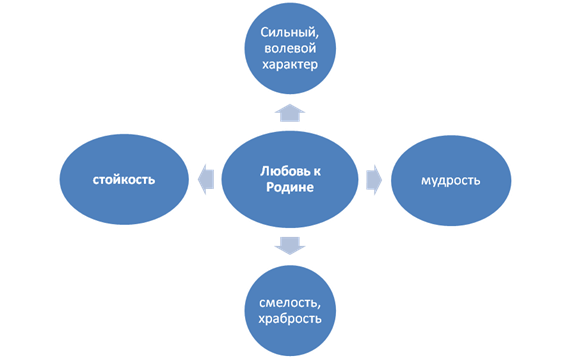 Сильный,
волевой
характер
стойкость
Любовь к
Родине
мудрость
смелость,
храбрость